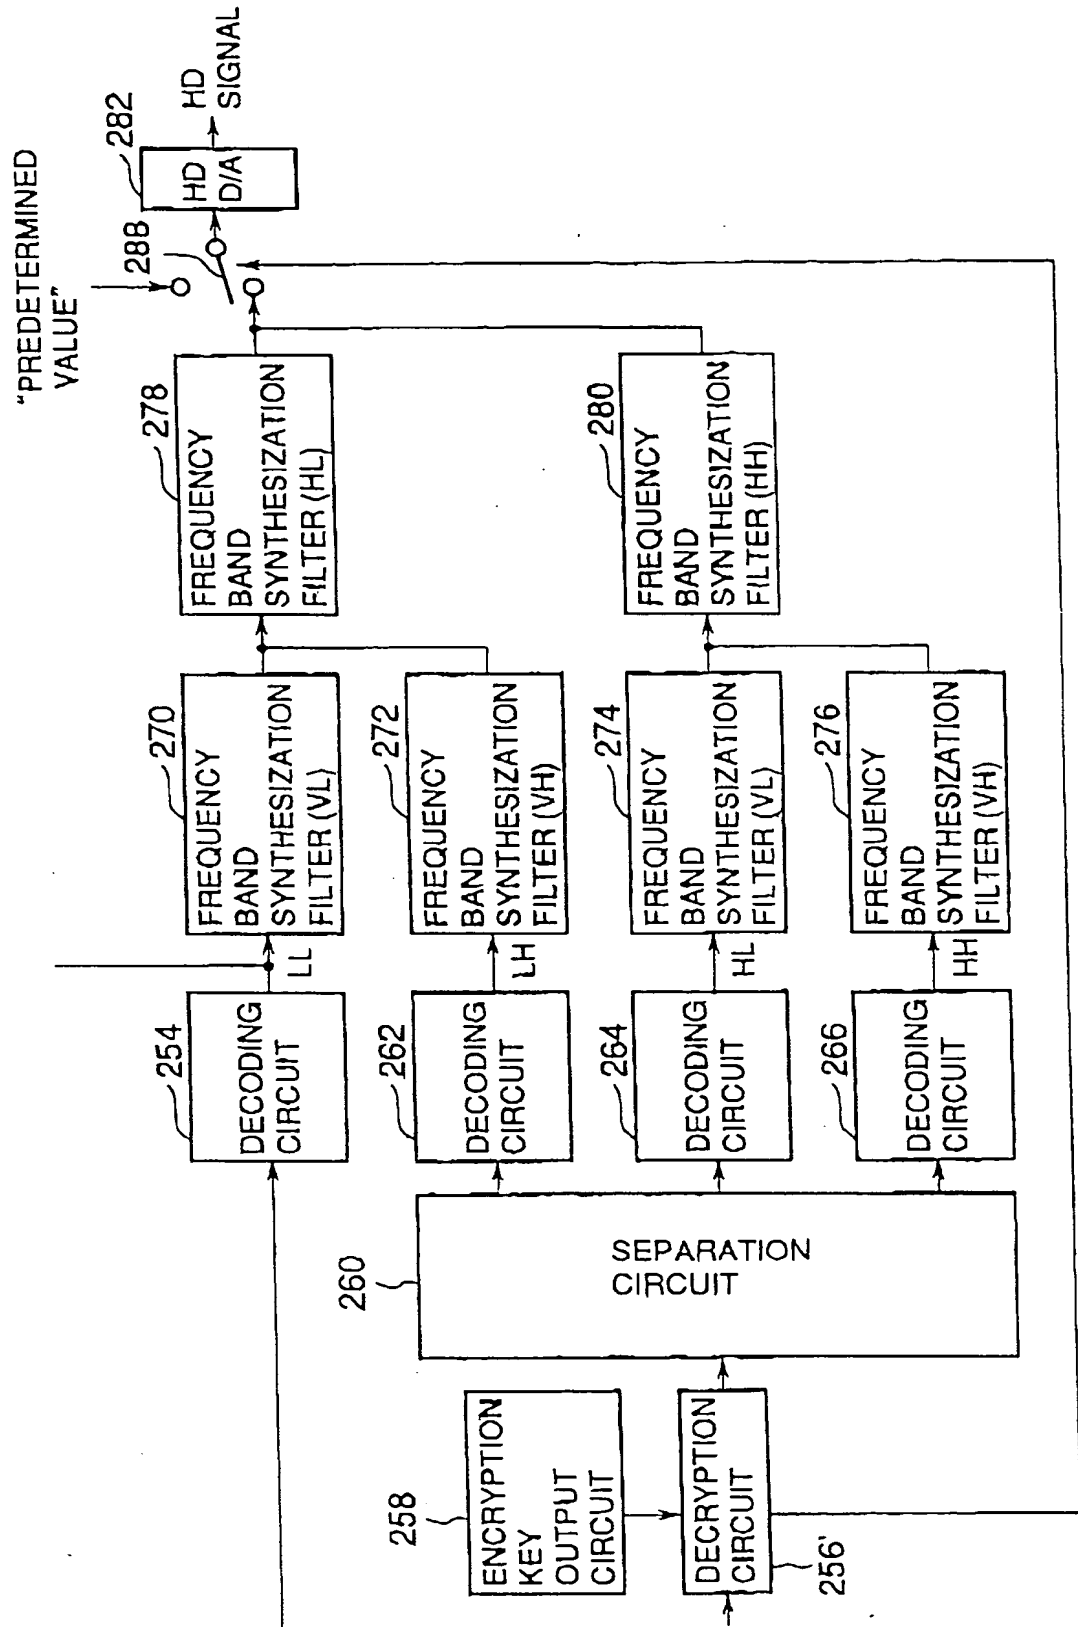 "PREDETERMINED
VALUE"
288
282
HD
D/A
HD
SIGNAL
278
FREQUENCY
BAND
SYNTHESIZATION
FILTER (HL)
280
FREQUENCY
BAND
SYNTHESIZATION
FILTER (HH)
270
FREQUENCY
BAND
SYNTHESIZATION
FILTER (VL)
272
FREQUENCY
BAND
SYNTHESIZATION
FILTER (VH)
274
FREQUENCY
BAND
SYNTHESIZATION
FILTER (VL)
276
FREQUENCY
BAND
SYNTHESIZATION
FILTER (VH)
LL
LH
HL
HH
254
DECODING
CIRCUIT
262
DECODING
CIRCUIT
264
DECODING
CIRCUIT
266
DECODING
CIRCUIT
260
SEPARATION
CIRCUIT
258
ENCRYPTION
KEY
OUTPUT
CIRCUIT
DECRYPTION
CIRCUIT
256'